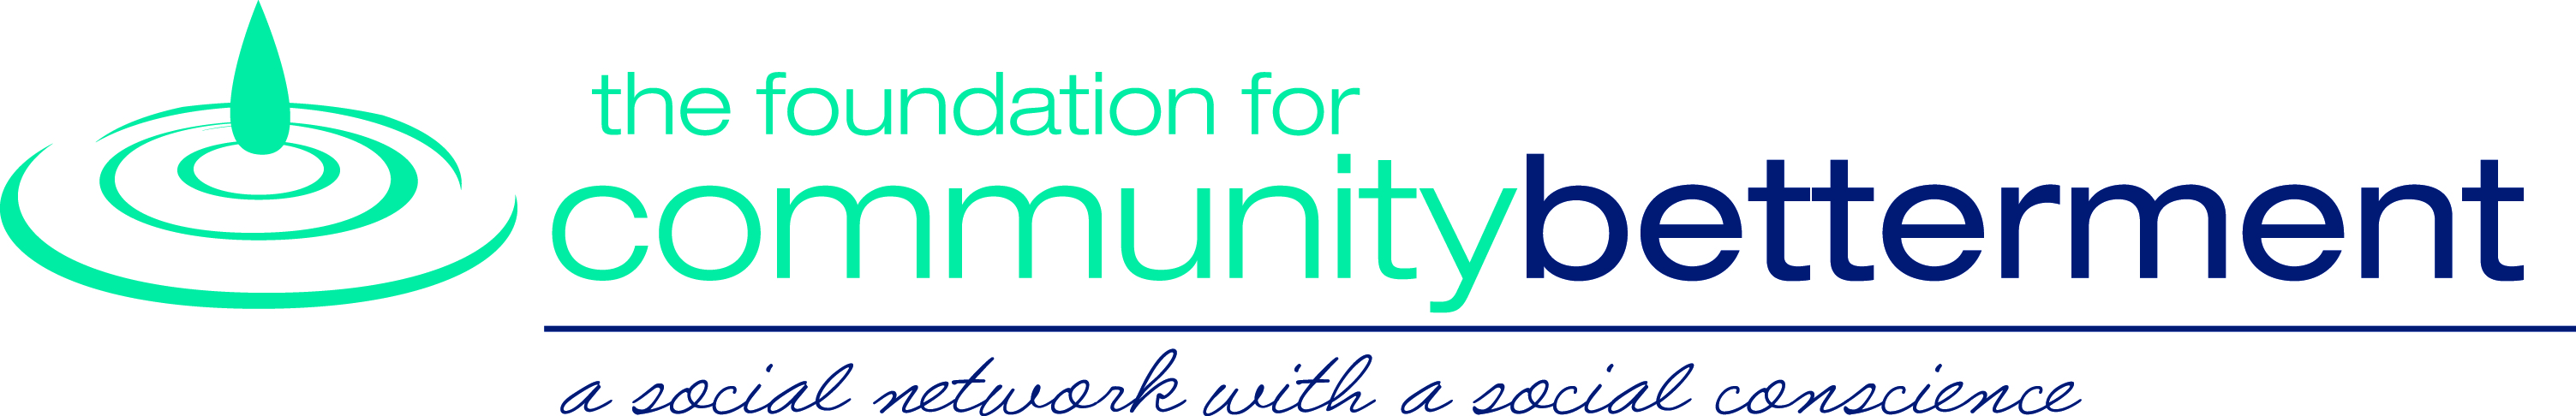 the foundation for
communitybetterment
a social network with a social conscience